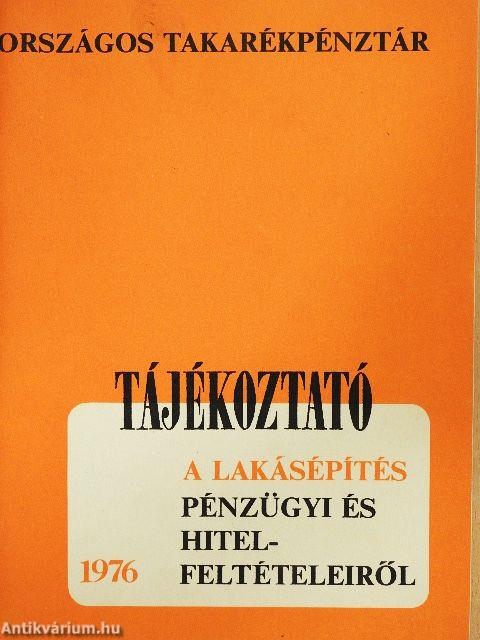 ORSZÁGOS TAKARÉKPÉNZTÁR
TÁJÉKOZTATÓ
A LAKÁSÉPÍTÉS
PÉNZÜGYI ÉS
HITEL-
1976 FELTÉTELEIRŐL
Antikvárium.hu